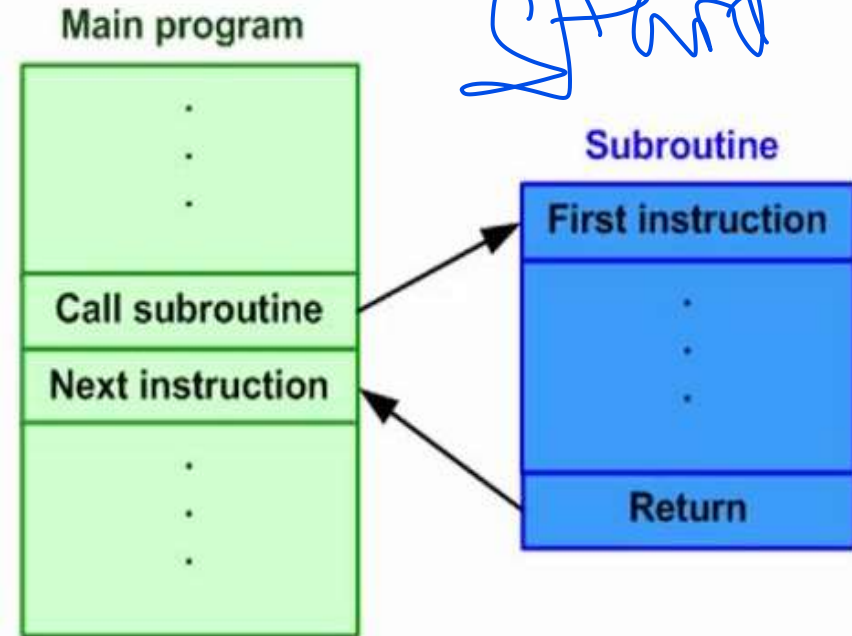 Main program
.
.
.
Call subroutine
Next instruction
.
.
.
Subroutine
First instruction
.
.
.
Return